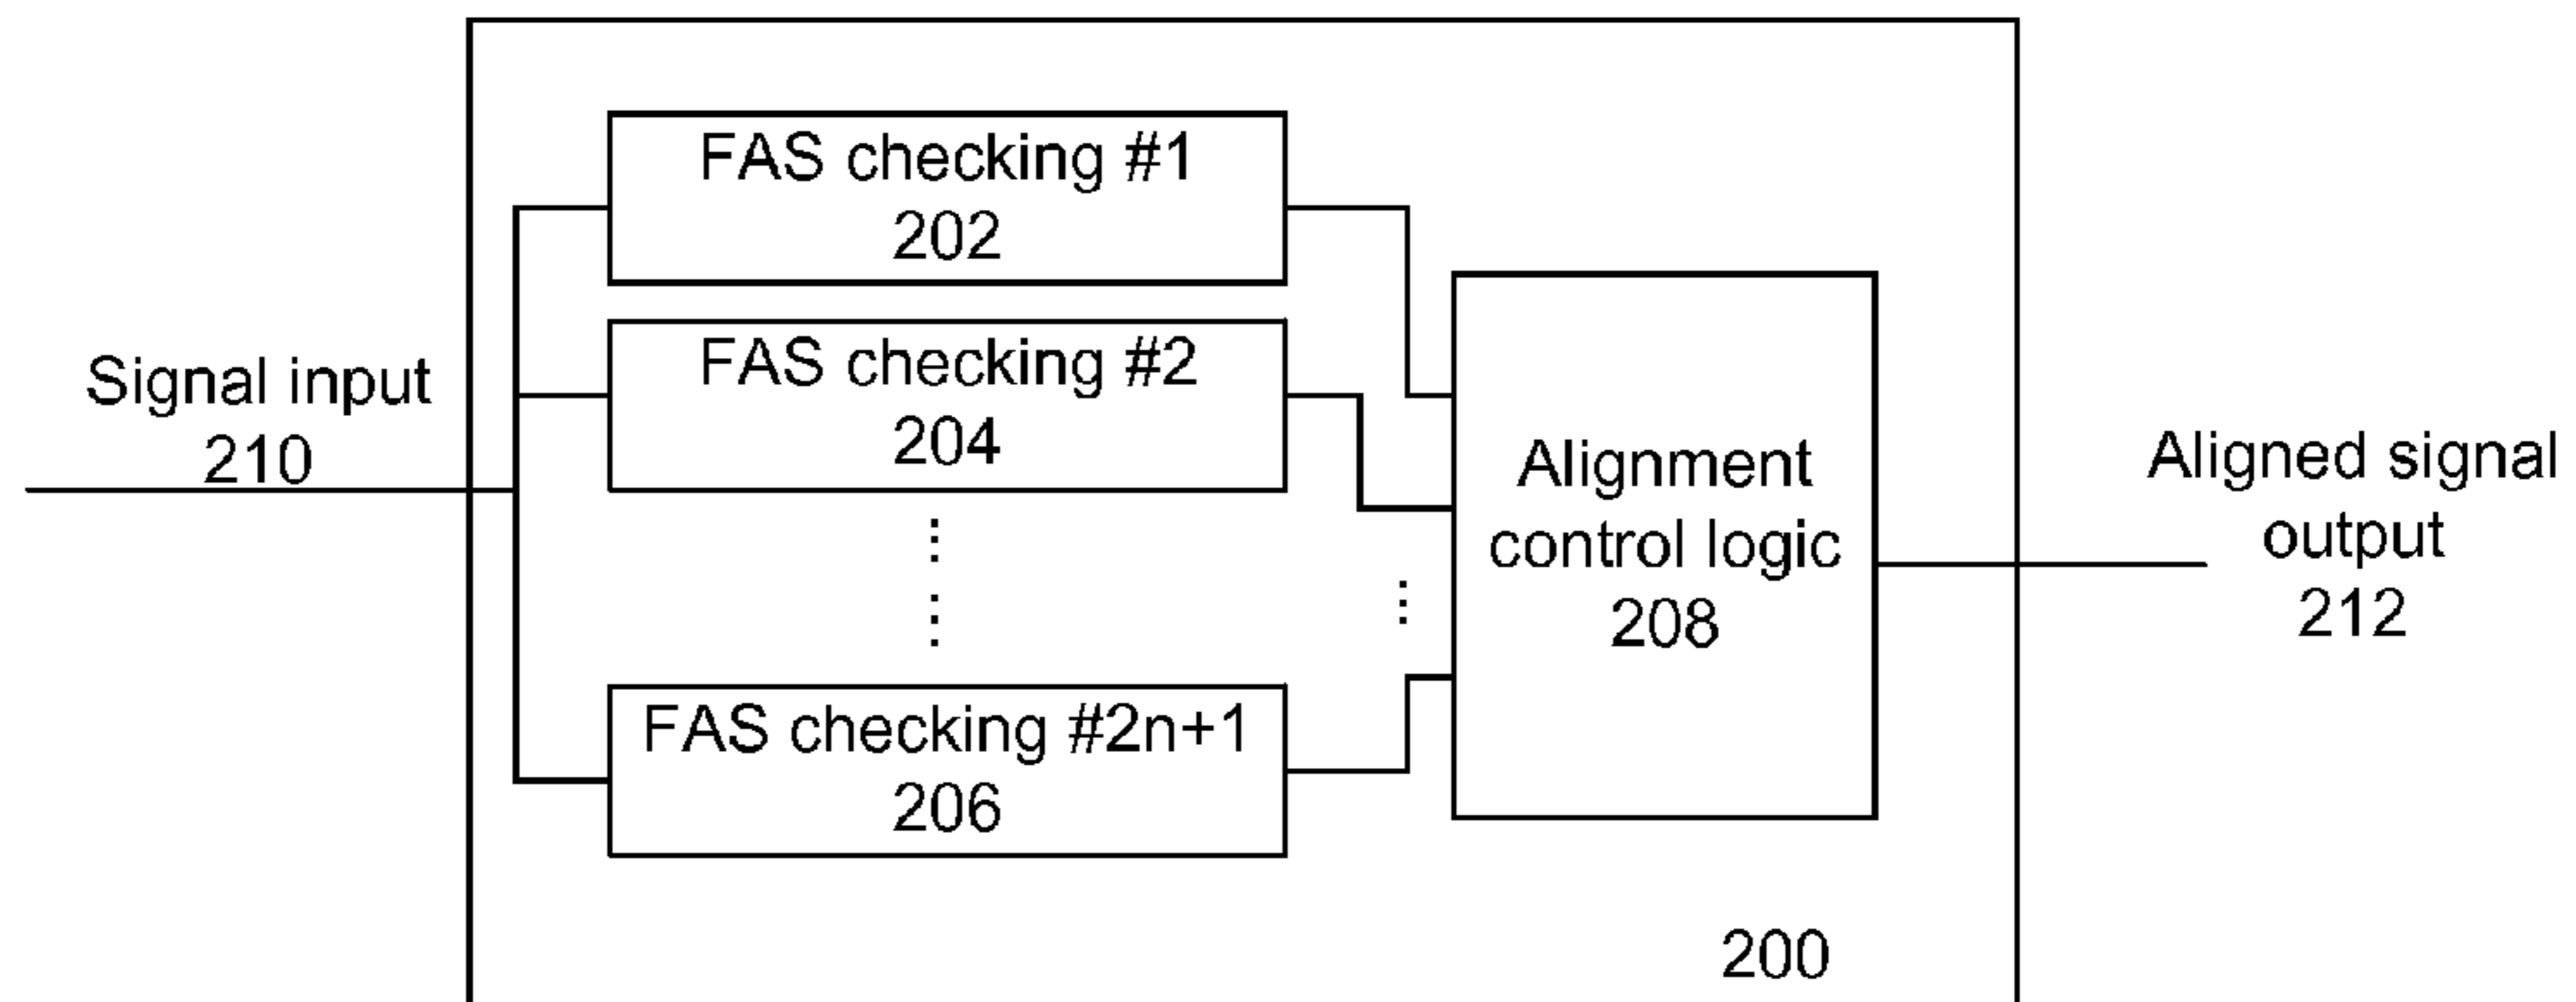 Signal input
210
FAS checking #1
202
FAS checking #2
204
FAS checking #2n+1
206
Alignment
control logic
208
Aligned signal
output
212
200